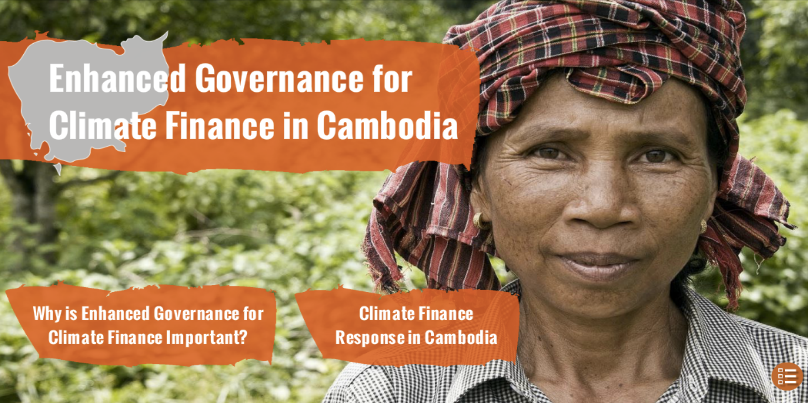 Enhanced Governance for
Climate Finance in Cambodia
Why is Enhanced Governance for
Climate Finance Important?
Climate Finance
Response in Cambodia